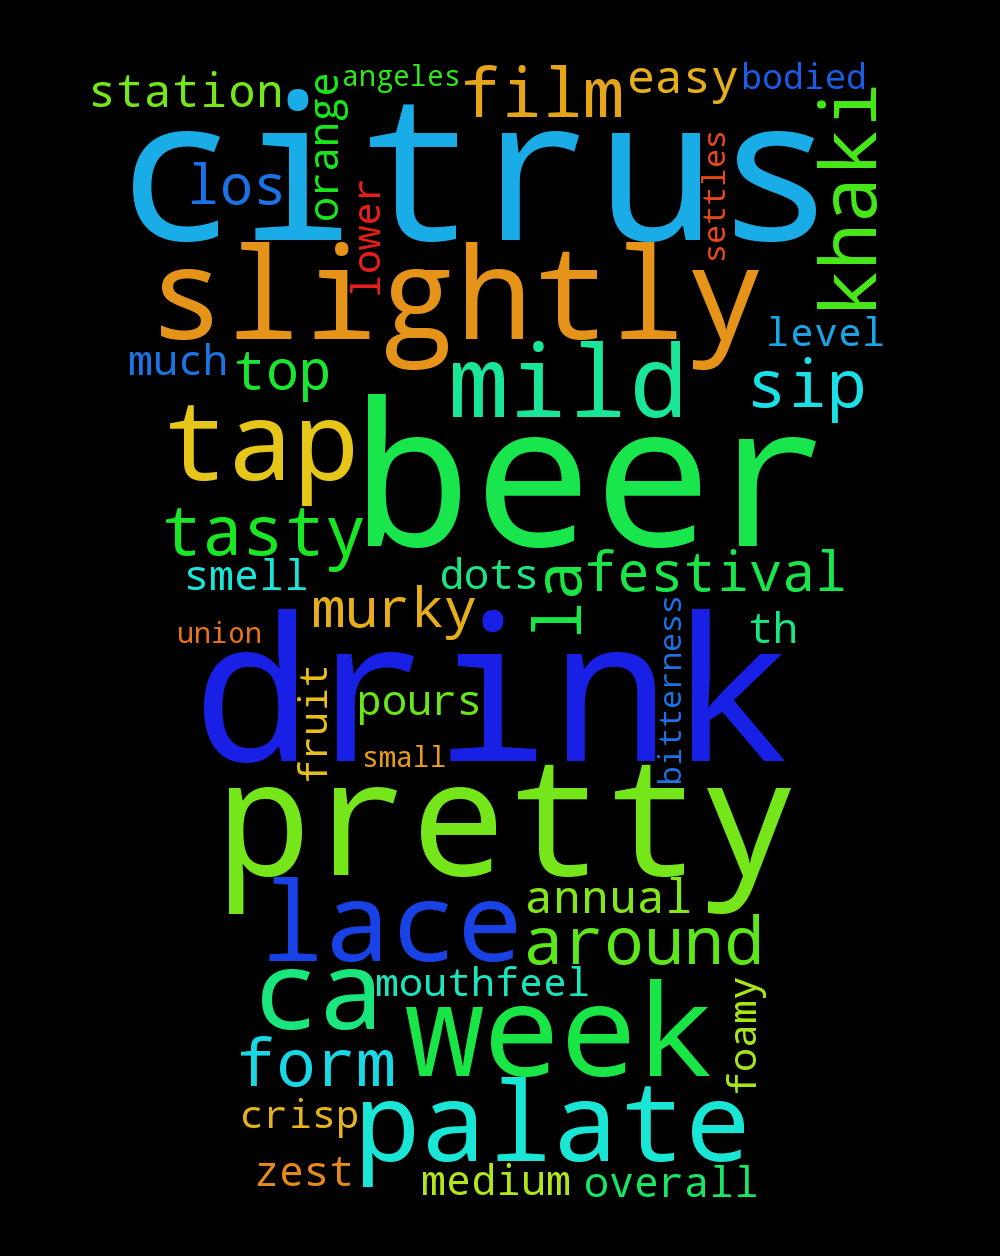 angeles
station
orange
film
easy
bodied
citrus
los
lower
settles
khaki
slightly
level
much
top
mild
sip
tap
beer
tasty
smell
dots
la
festival
murky
union
th
drink
fruit
pours
bitterness
small
pretty
lace
annual
around
ca
mouthfeel
week
foamy
form
crisp
palate
zest
medium
overall